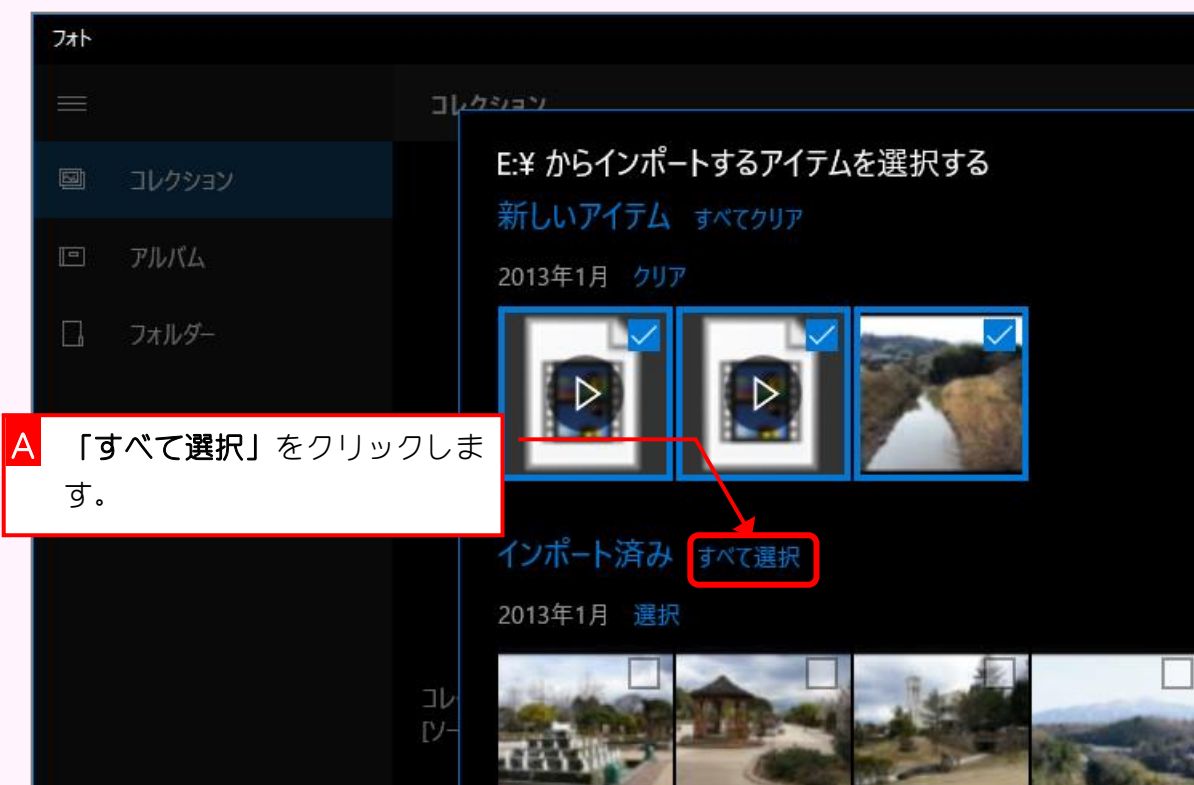 フォト
コレクション
コレクション
アルバム
フォルダー
E:¥ からインポートするアイテムを選択する
新しいアイテム すべてクリア
2013年1月 クリア
A 「すべて選択」をクリックしま
す。
インポート済み すべて選択
2013年1月 選択
コレ
[ソー